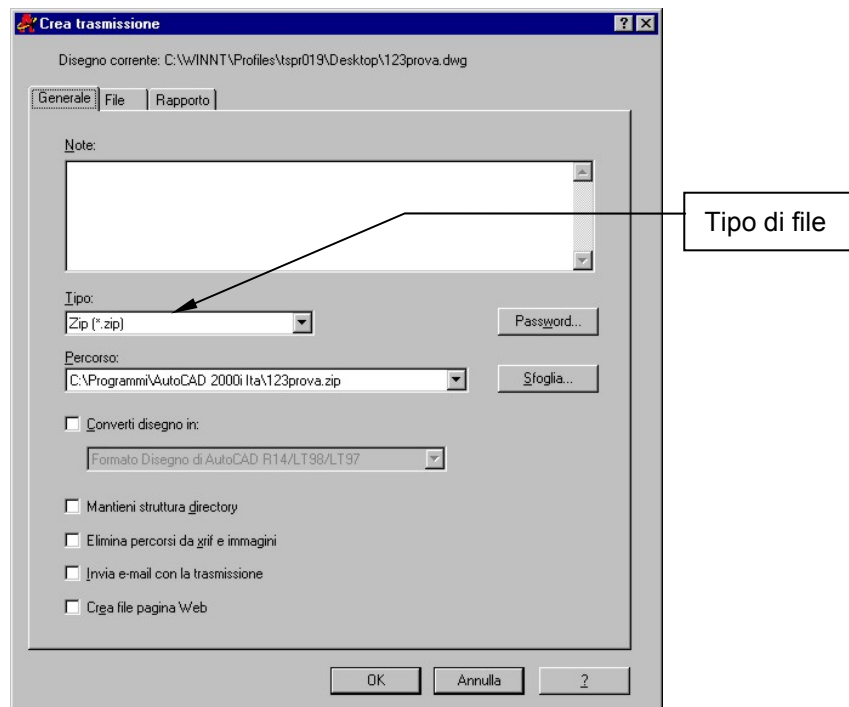 Crea trasmissione
Disegno corrente: C:\WINNT\Profiles\tspr019\Desktop\123prova.dwg
Generale File Rapporto
Note:
Tipo di file
Tipo:
Zip (*.zip) Password...
Percorso:
C:\Programmi\AutoCAD 2000i Ita\123prova.zip Sfoglia...
Converti disegno in:
Formato Disegno di AutoCAD R14/LT98/LT97
Mantieni struttura directory
Elimina percorsi da xrif e immagini
Invia e-mail con la trasmissione
Crea file pagina Web
OK Annulla ?